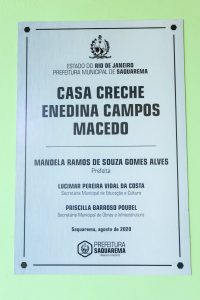 ESTADO DO RIO DE JANEIRO
PREFEITURA MUNICIPAL DE SAQUAREMA
CASA CRECHE
ENEDINA CAMPOS
MACEDO
MANOELA RAMOS DE SOUZA GOMES ALVES
Prefeita
LUCIMAR PEREIRA VIDAL DA COSTA
Secretária Municipal de Educação e Cultura
PRISCILLA BARROSO POUBEL
Secretária Municipal de Obras e Infraestrutura
Saquarema, agosto de 2020
PREFEITURA
SAQUAREMA